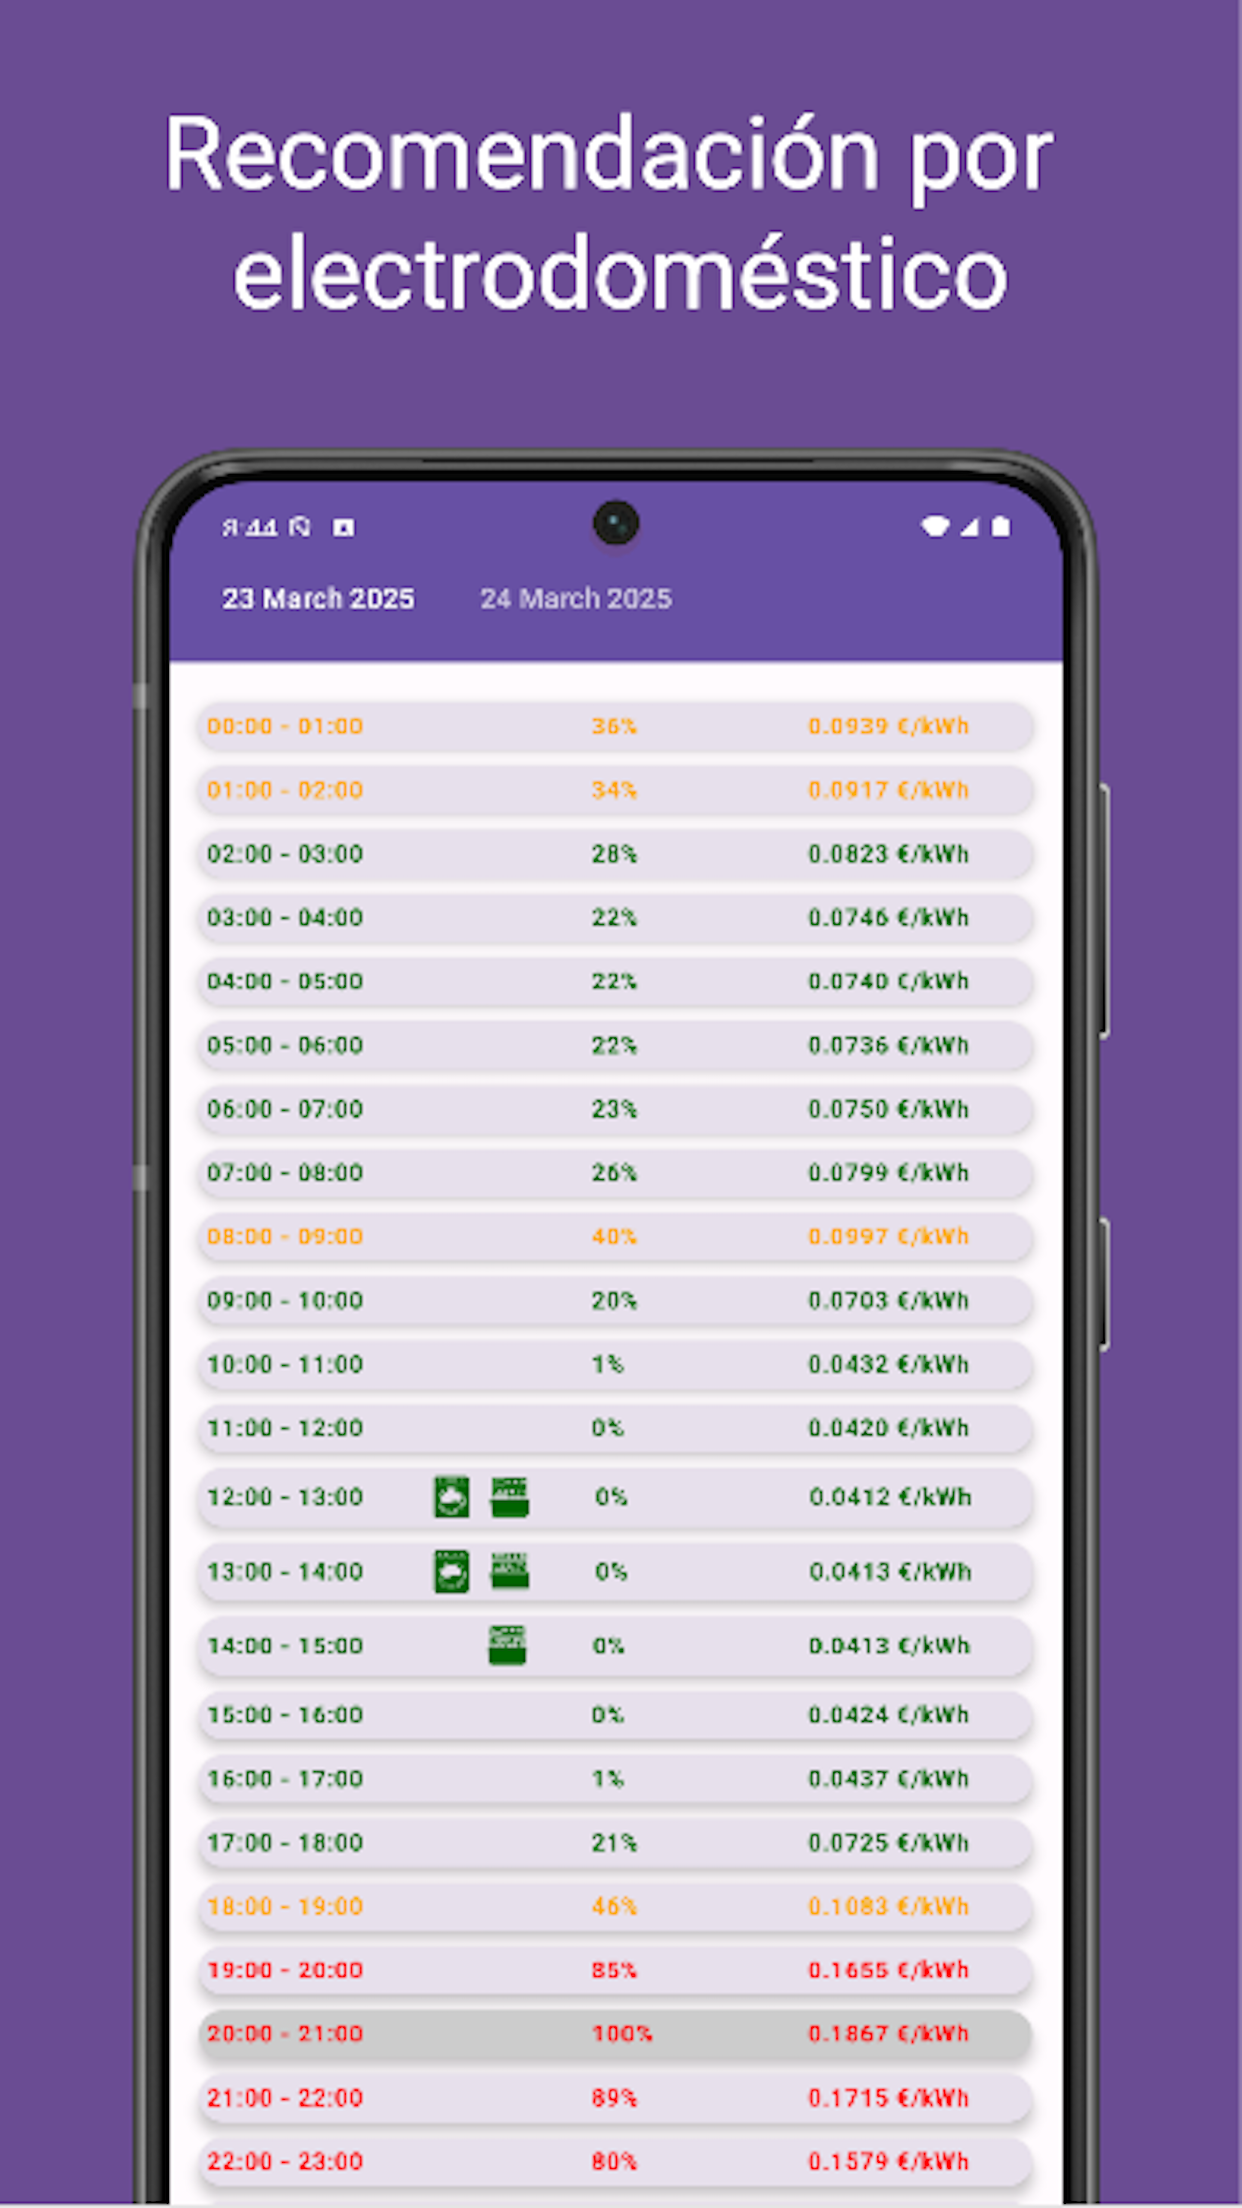 Recomendación por
electrodoméstico
23 March 2025 24 March 2025
00:00 - 01:00 36% 0.0939 €/kWh
01:00 - 02:00 34% 0.0917 €/kWh
02:00 - 03:00 28% 0.0823 €/kWh
03:00 - 04:00 22% 0.0746 €/kWh
04:00 - 05:00 22% 0.0740 €/kWh
05:00 - 06:00 22% 0.0736 €/kWh
06:00 - 07:00 23% 0.0750 €/kWh
07:00 - 08:00 26% 0.0799 €/kWh
08:00 - 09:00 40% 0.0997 €/kWh
09:00 - 10:00 20% 0.0703 €/kWh
10:00 - 11:00 1% 0.0432 €/kWh
11:00 - 12:00 0% 0.0420 €/kWh
12:00 - 13:00 0% 0.0412 €/kWh
13:00 - 14:00 0% 0.0413 €/kWh
14:00 - 15:00 0% 0.0413 €/kWh
15:00 - 16:00 0% 0.0424 €/kWh
16:00 - 17:00 1% 0.0437 €/kWh
17:00 - 18:00 21% 0.0725 €/kWh
18:00 - 19:00 46% 0.1083 €/kWh
19:00 - 20:00 85% 0.1655 €/kWh
20:00 - 21:00 100% 0.1867 €/kWh
21:00 - 22:00 89% 0.1715 €/kWh
22:00 - 23:00 80% 0.1579 €/kWh